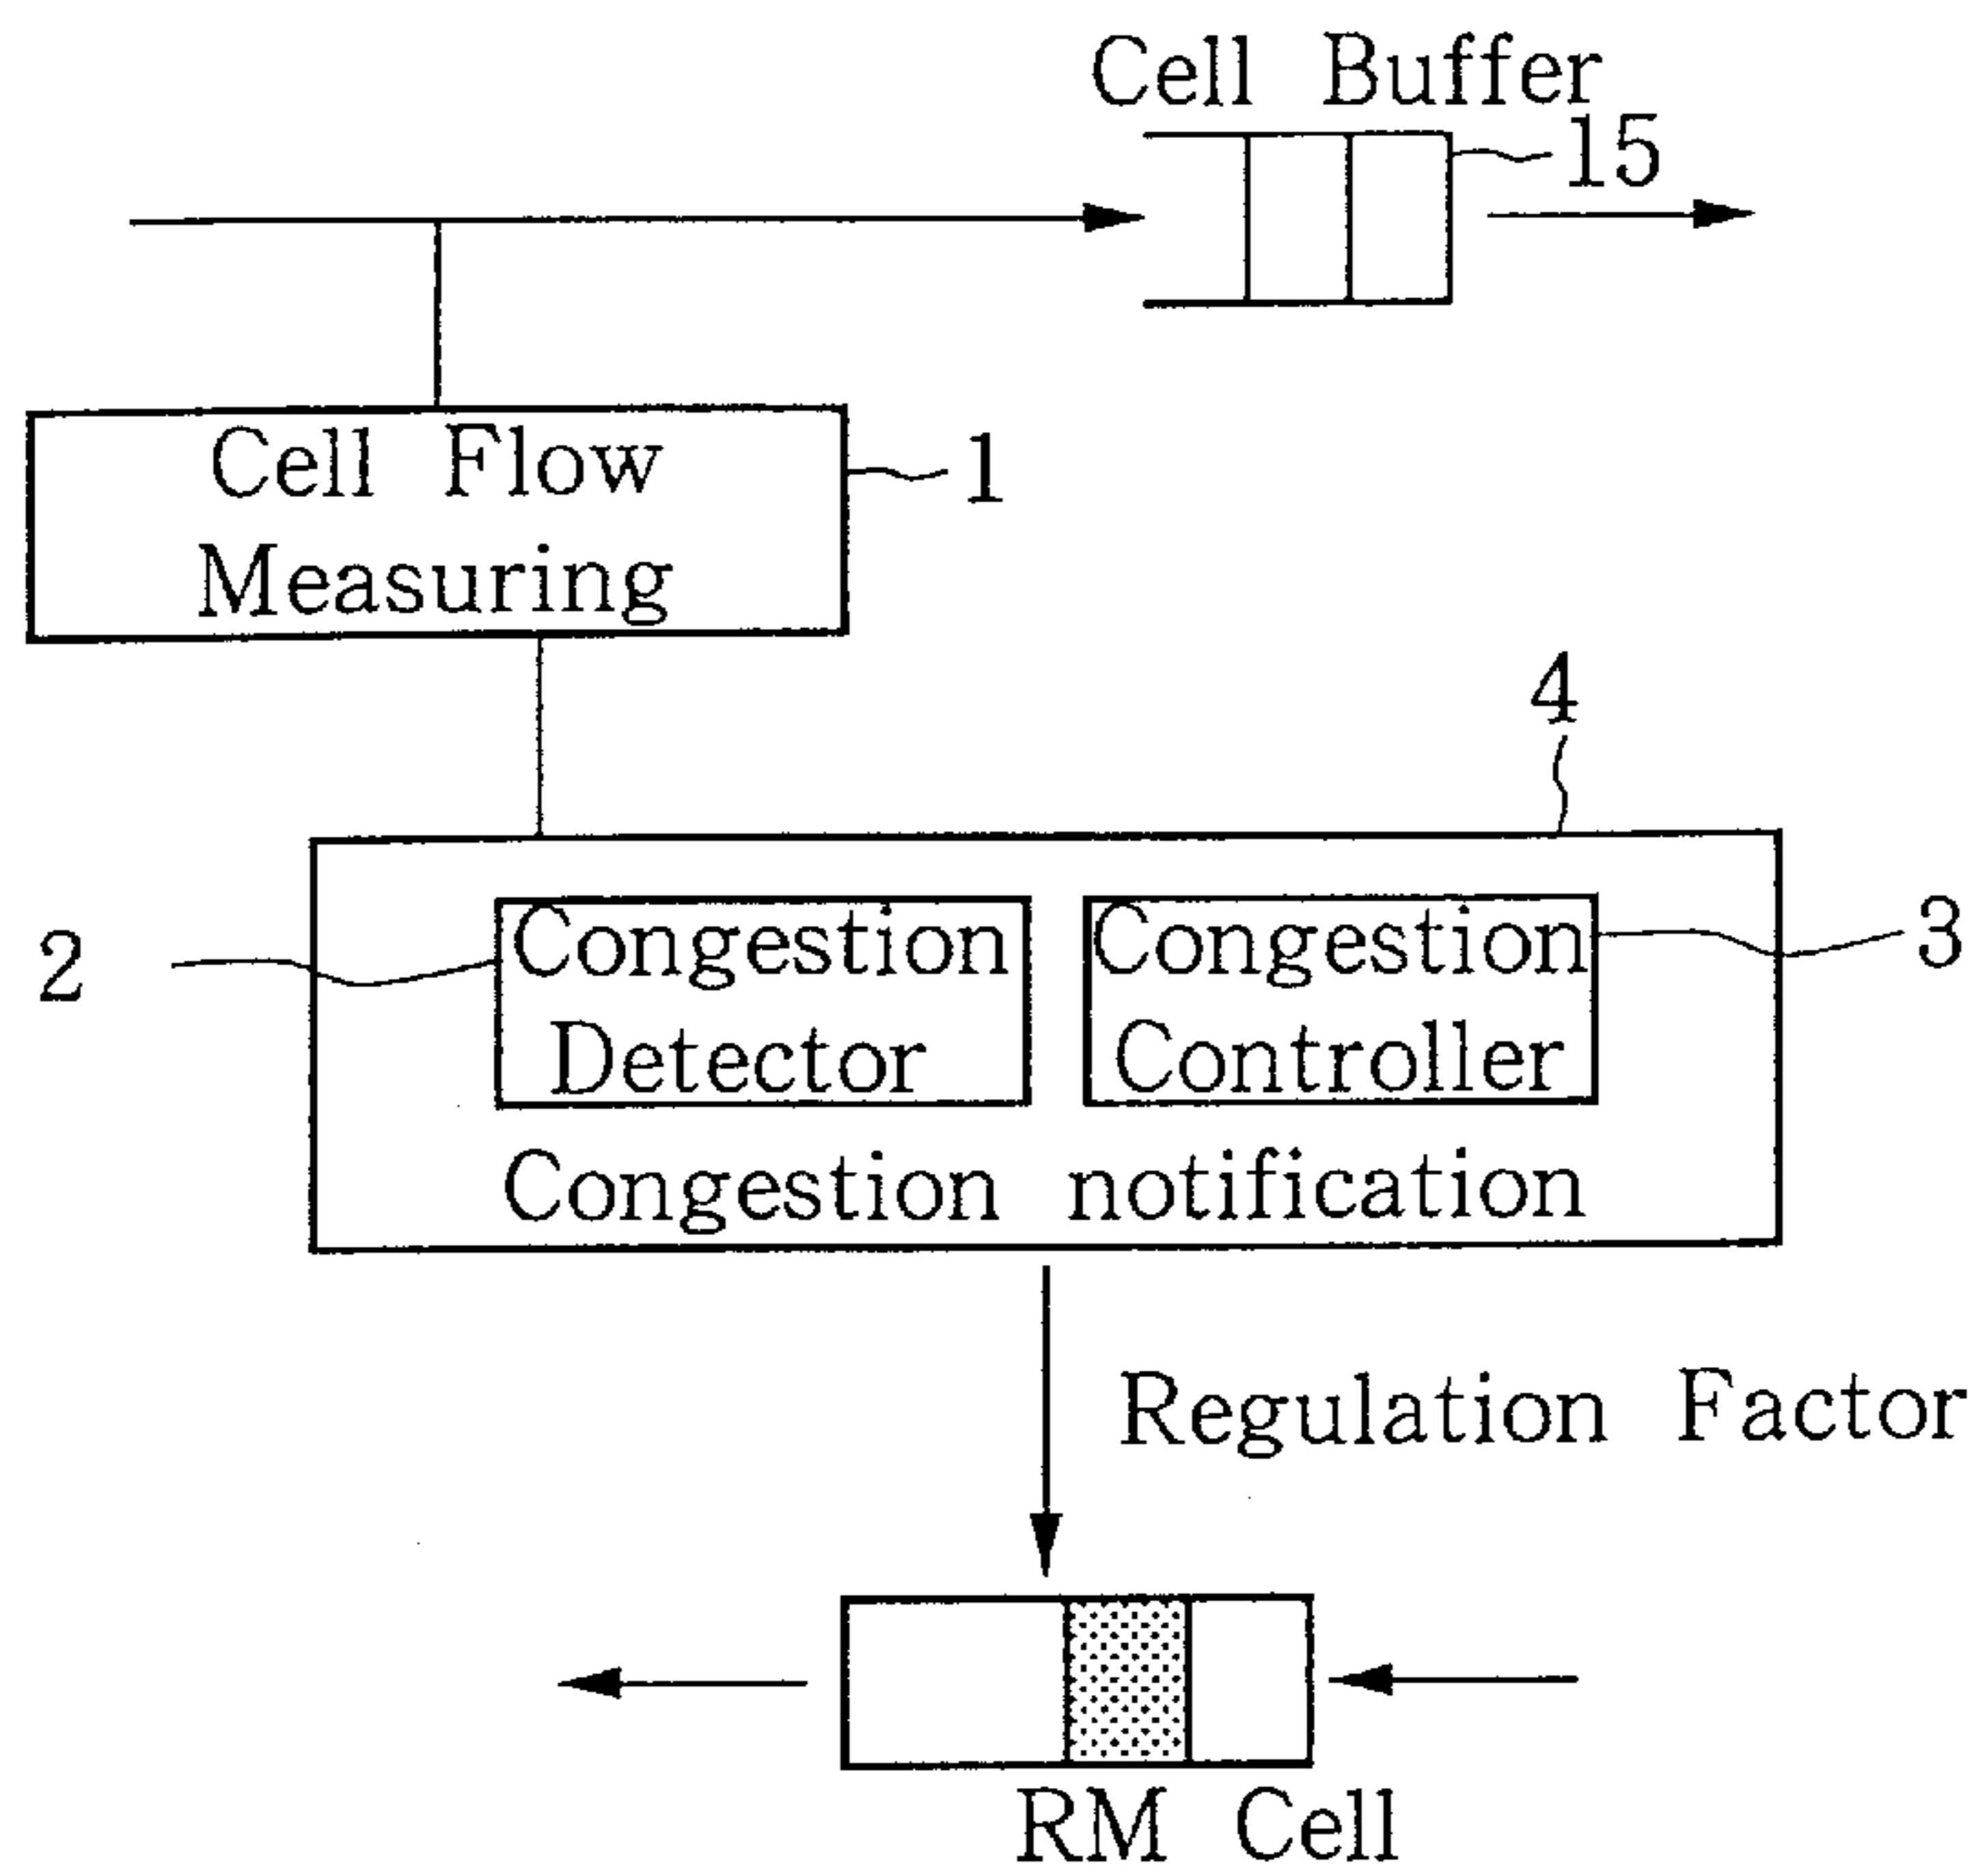 Cell Buffer
15
Cell Flow
Measuring
1
4
2
Congestion
Detector
Congestion
Controller
3
Congestion notification
Regulation Factor
RM Cell